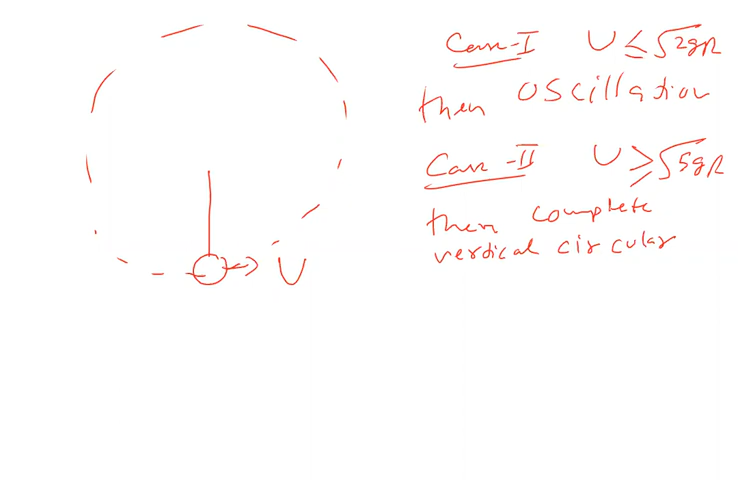 U
Case-I U ≤ √2gR
then oscillation
Case-II U ≥ √5gR
then complete
vertical circular